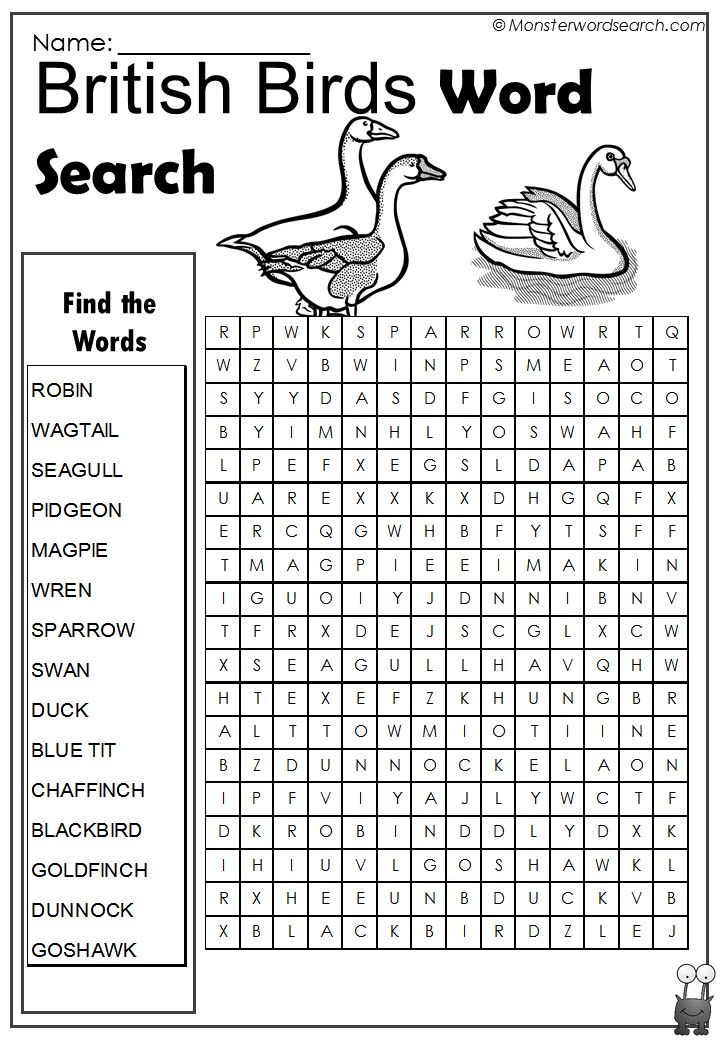 © Monsterwordsearch.com
Name: _______________
British Birds Word
Search
Find the
Words
ROBIN
WAGTAIL
SEAGULL
PIDGEON
MAGPIE
WREN
SPARROW
SWAN
DUCK
BLUE TIT
CHAFFINCH
BLACKBIRD
GOLDFINCH
DUNNOCK
GOSHAWK
R P W K S P A R R O W R T Q
W Z V B W I N P S M E A O T
S Y Y D A S D F G I S O C O
B Y I M N H L Y O S W A H F
L P E F X E G S L D A P A B
U A R E X X K X D H G Q F X
E R C Q G W H B F Y T S F F
T M A G P I E E I M A K I N
I G U O I Y J D N N I B N V
T F R X D E J S C G L X C W
X S E A G U L L H A V Q H W
H T E X E F Z K H U N G B R
A L T T O W M I O T I I N E
B Z D U N N O C K E L A O N
I P F V I Y A J L Y W C T F
D K R O B I N D D L Y D X K
I H I U V L G O S H A W K L
R X H E E U N B D U C K V B
X B L A C K B I R D Z L E J